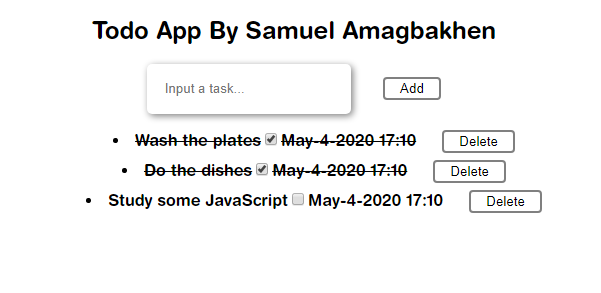 Todo App By Samuel Amagbakhen
Input a task... Add
Wash the plates May-4-2020 17:10 Delete
Do the dishes May-4-2020 17:10 Delete
Study some JavaScript May-4-2020 17:10 Delete